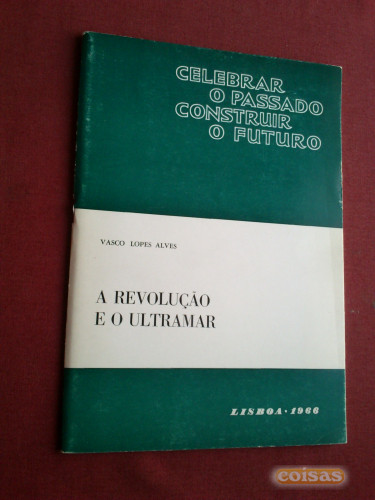 CELEBRAR
O PASSADO
CONSTRUIR
O FUTURO
VASCO LOPES ALVES
A REVOLUÇÃO
E O ULTRAMAR
LISBOA · 1966
coisas